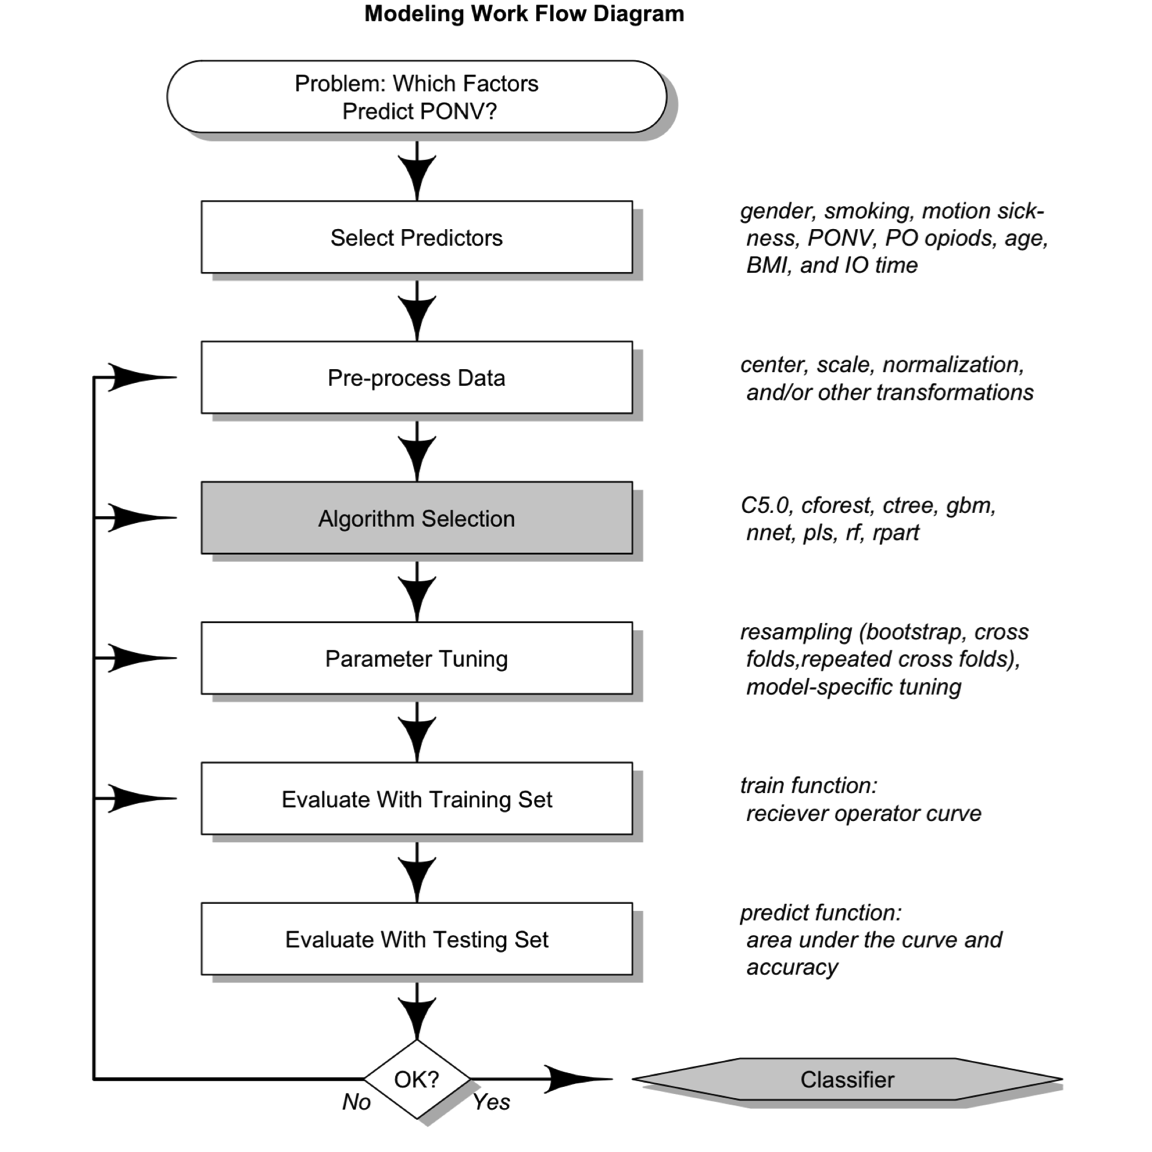 Modeling Work Flow Diagram
Problem: Which Factors
Predict PONV?
Select Predictors
gender, smoking, motion sick-
ness, PONV, PO opiods, age,
BMI, and IO time
Pre-process Data
center, scale, normalization,
and/or other transformations
Algorithm Selection
C5.0, cforest, ctree, gbm,
nnet, pls, rf, rpart
Parameter Tuning
resampling (bootstrap, cross
folds,repeated cross folds),
model-specific tuning
Evaluate With Training Set
train function:
reciever operator curve
Evaluate With Testing Set
predict function:
area under the curve and
accuracy
OK?
No
Yes
Classifier